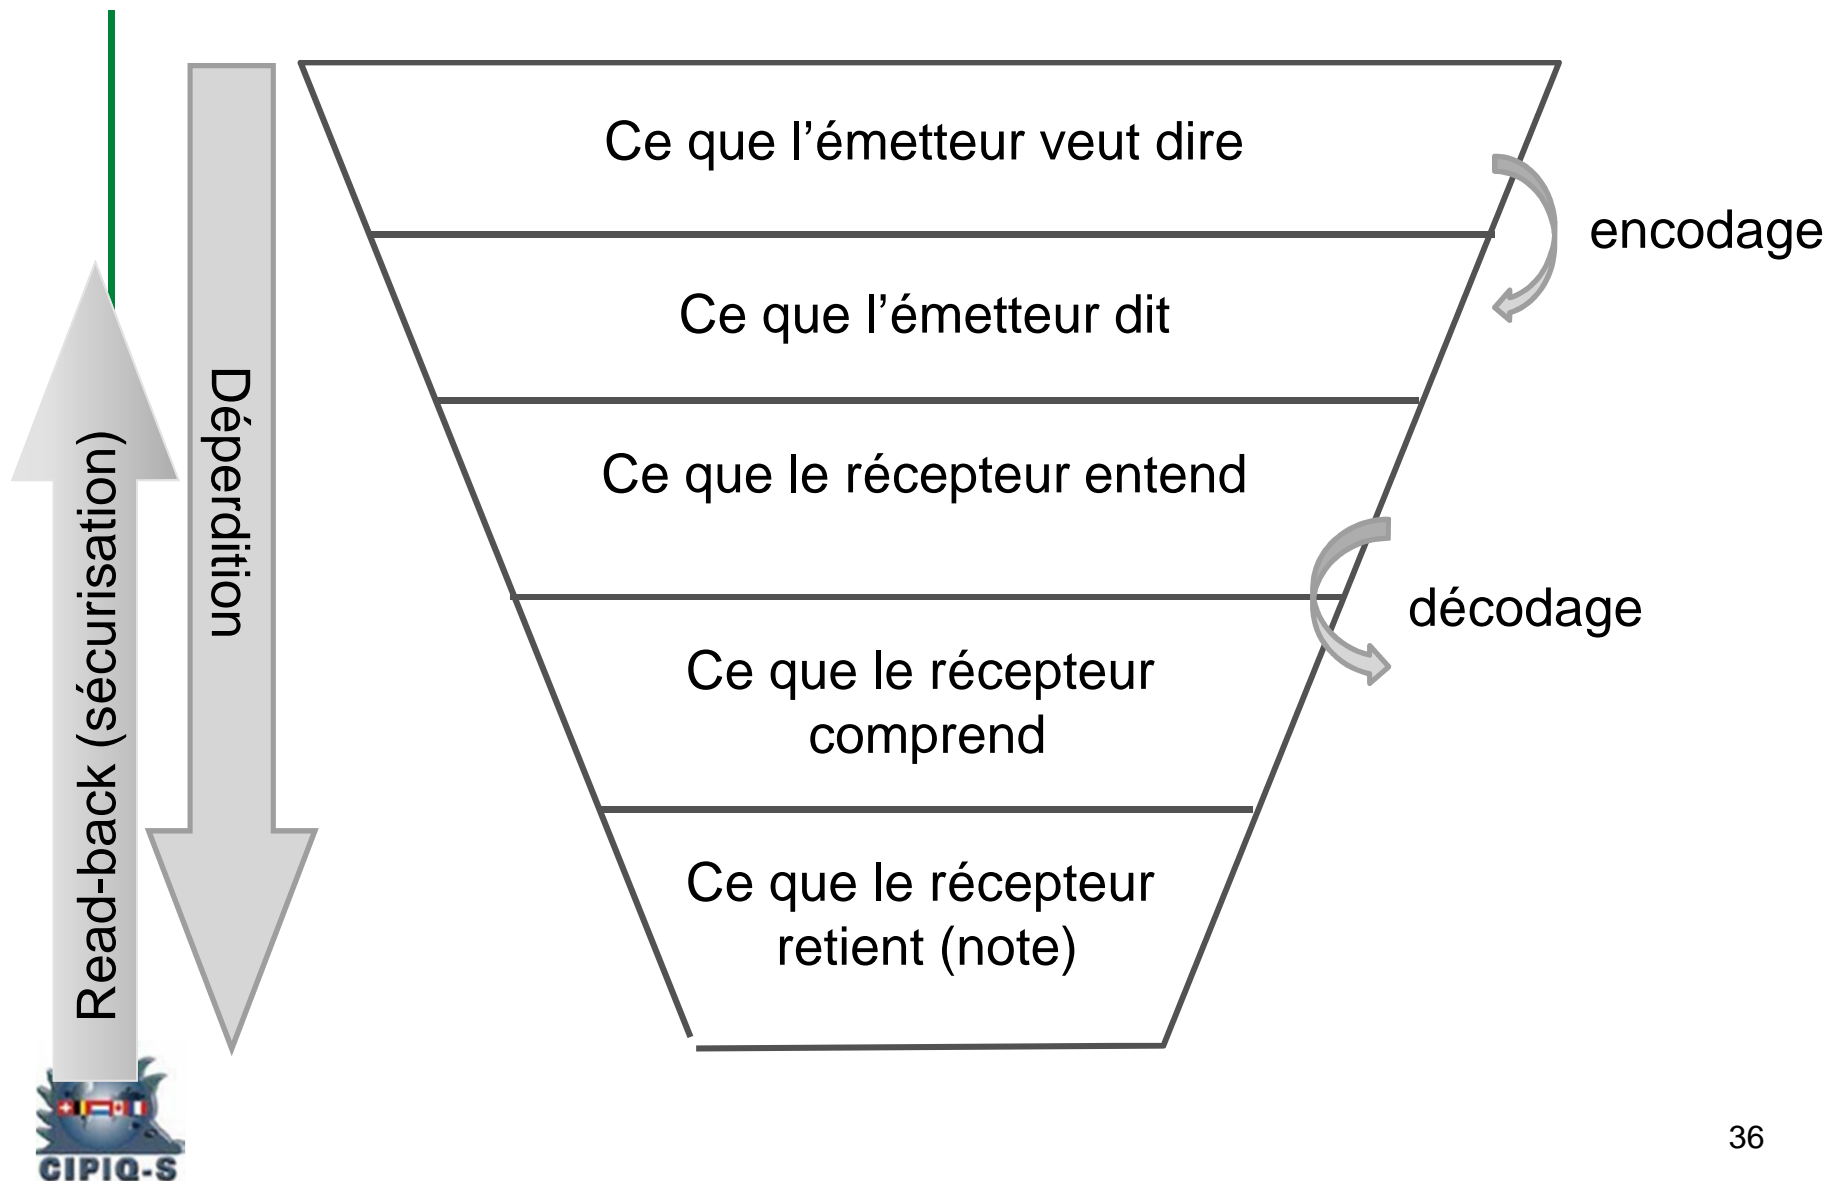 Ce que l’émetteur veut dire
encodage
Ce que l’émetteur dit
Déperdition
Read-back (sécurisation)
Ce que le récepteur entend
décodage
Ce que le récepteur
comprend
Ce que le récepteur
retient (note)
36
CIPIQ-S